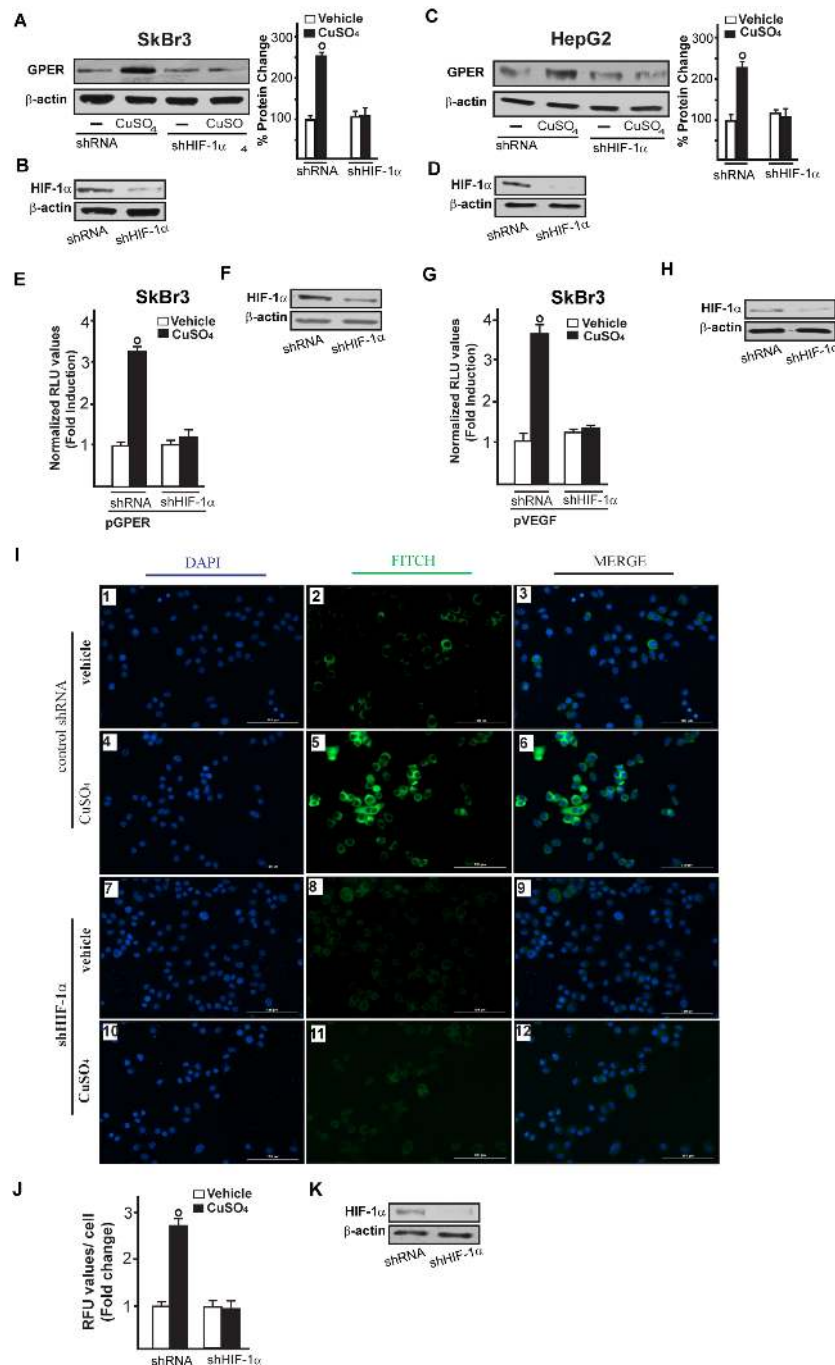 A
SkBr3
GPER
β-actin
– CuSO4 – CuSO 4
shRNA shHIF-1α
% Protein Change
300
200
100
Vehicle
CuSO4
shRNA shHIF-1α
B
HIF-1α
β-actin
shRNA shHIF-1α
C
HepG2
GPER
β-actin
– CuSO4 – CuSO4
shRNA shHIF-1α
% Protein Change
300
200
100
Vehicle
CuSO4
shRNA shHIF-1α
D
HIF-1α
β-actin
shRNA shHIF-1α
E
SkBr3
Vehicle
CuSO4
Normalized RLU values
(Fold Induction)
4
3
2
1
shRNA shHIF-1α
pGPER
F
HIF-1α
β-actin
shRNA shHIF-1α
G
SkBr3
Vehicle
CuSO4
Normalized RLU values
(Fold Induction)
4
3
2
1
shRNA shHIF-1α
pVEGF
H
HIF-1α
β-actin
shRNA shHIF-1α
I
DAPI FITCH MERGE
control shRNA
vehicle
1 2 3
CuSO4
4 5 6
shHIF-1α
vehicle
7 8 9
CuSO4
10 11 12
J
Vehicle
CuSO4
RFU values/ cell
(Fold change)
3
2
1
shRNA shHIF-1α
K
HIF-1α
β-actin
shRNA shHIF-1α